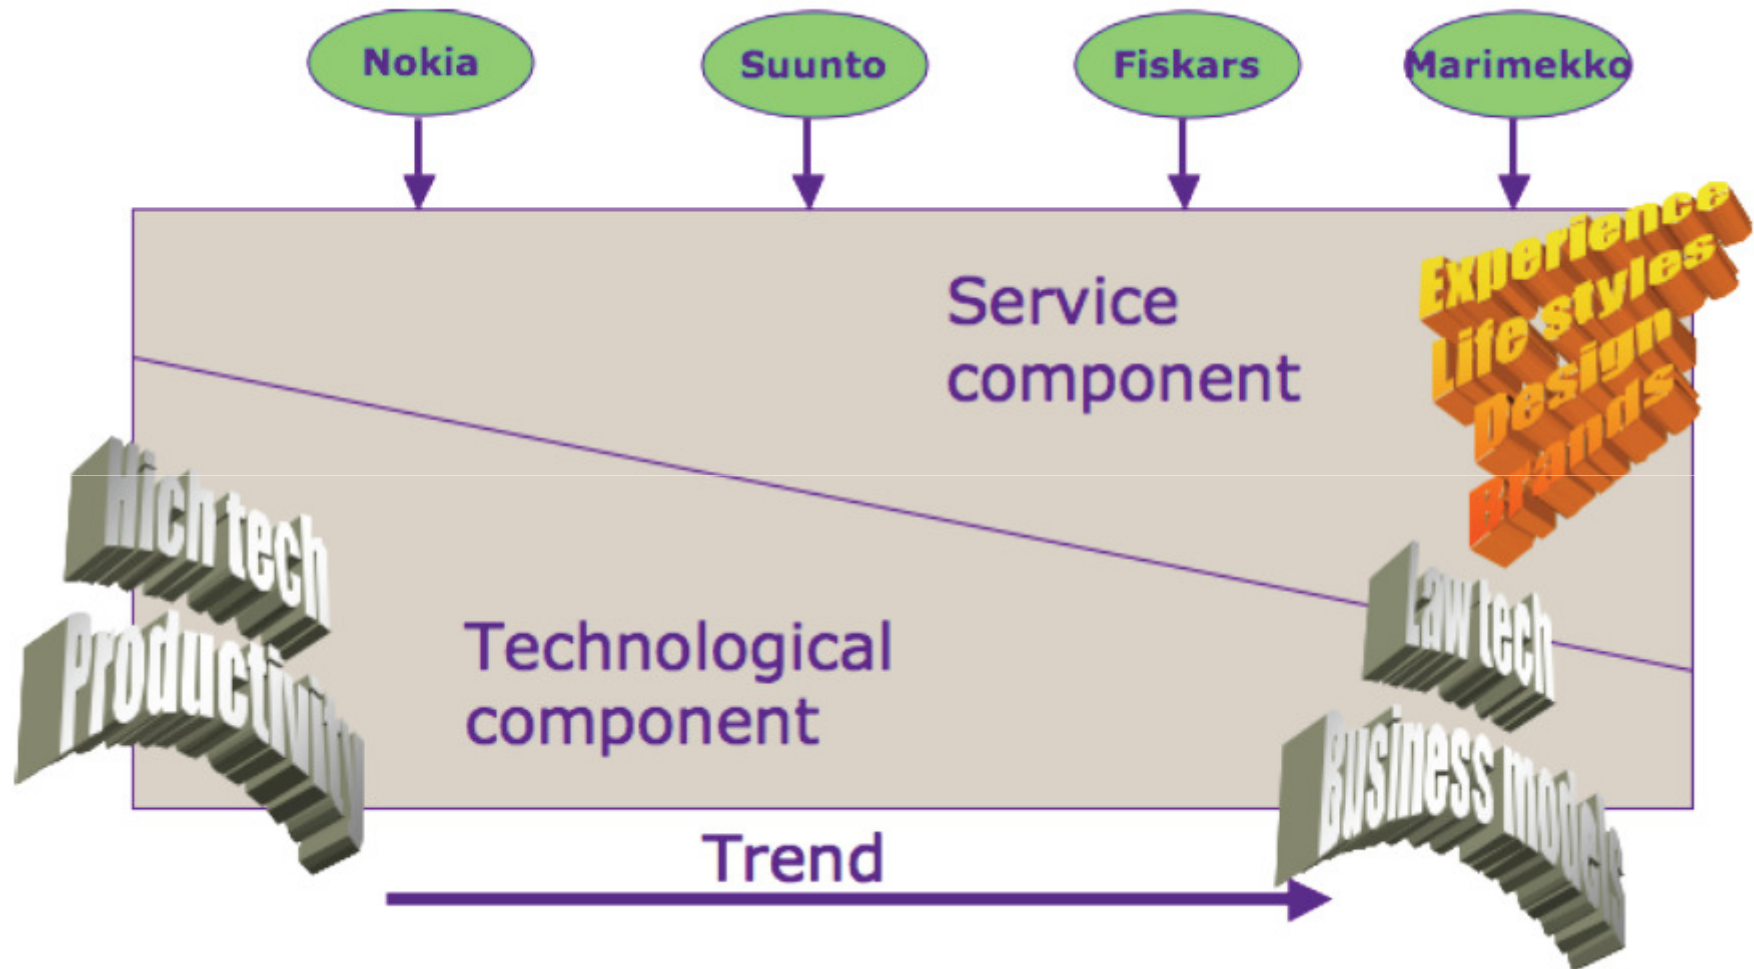 Nokia
Suunto
Fiskars
Marimekko
Service
component
Experience
Life styles
Design
Brands
Hich tech
Productivity
Technological
component
Law tech
Business models
Trend